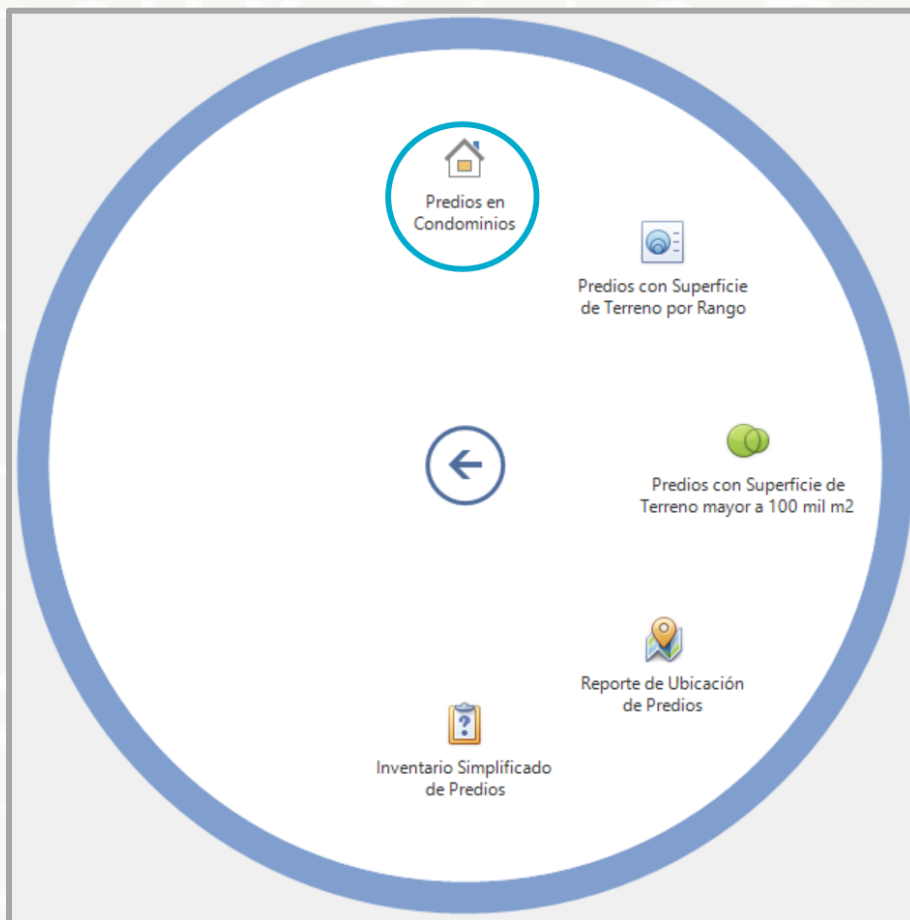 Predios en
Condominios
Predios con Superficie
de Terreno por Rango
Predios con Superficie de
Terreno mayor a 100 mil m2
Reporte de Ubicación
de Predios
Inventario Simplificado
de Predios